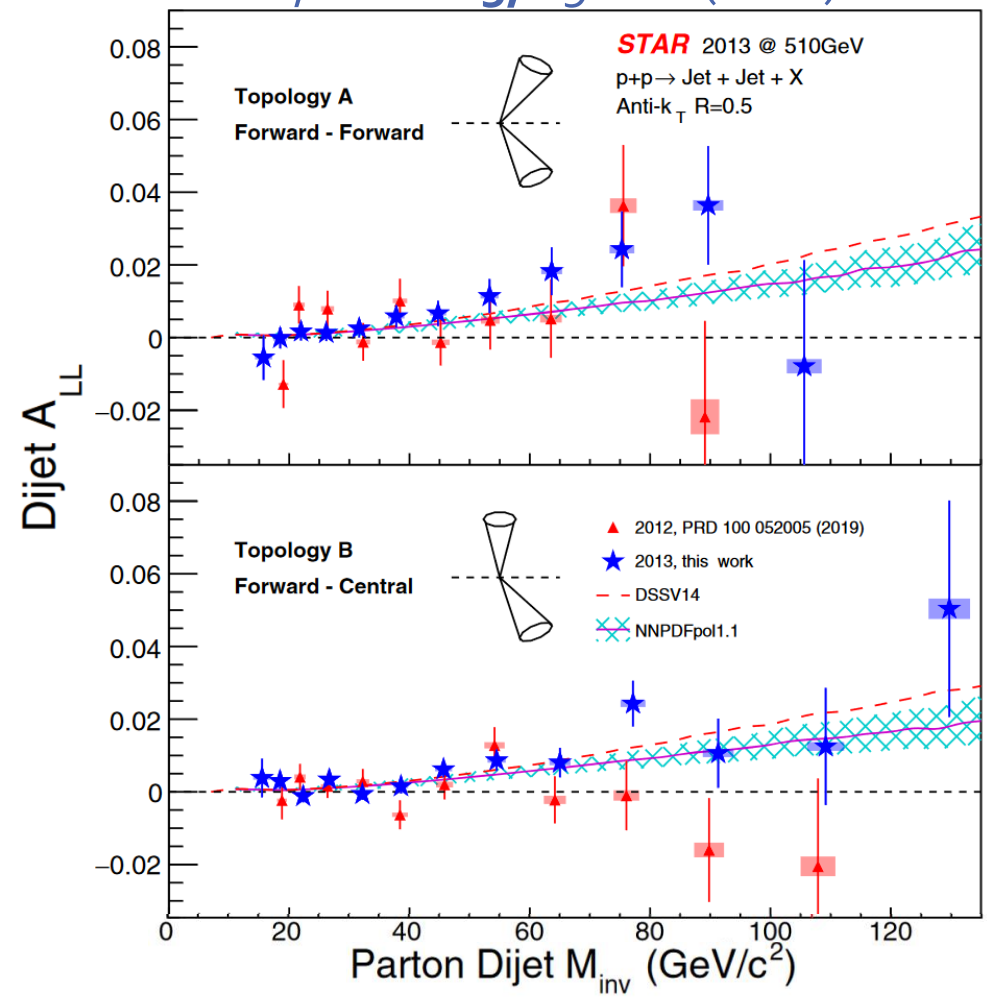 STAR 2013 @ 510GeV
p+p→ Jet + Jet + X
Anti-k_T R=0.5
Topology A
Forward - Forward
0.08
0.06
0.04
0.02
0
−0.02
Dijet A_LL
Topology B
Forward - Central
2012, PRD 100 052005 (2019)
2013, this work
DSSV14
NNPDFpol1.1
0.08
0.06
0.04
0.02
0
−0.02
0 20 40 60 80 100 120
Parton Dijet M_inv (GeV/c²)